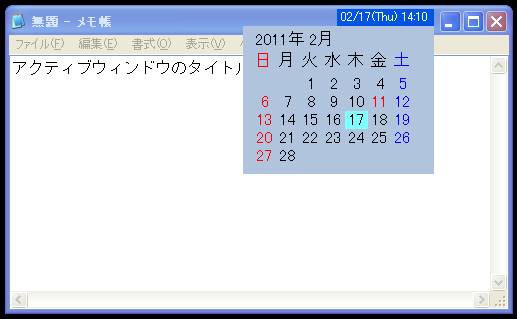 無題 - メモ帳
02/17(Thu) 14:10
ファイル(F) 編集(E) 書式(O) 表示(V)
アクティブウィンドウのタイトル
2011年 2月
日 月 火 水 木 金 土
1 2 3 4 5
6 7 8 9 10 11 12
13 14 15 16 17 18 19
20 21 22 23 24 25 26
27 28